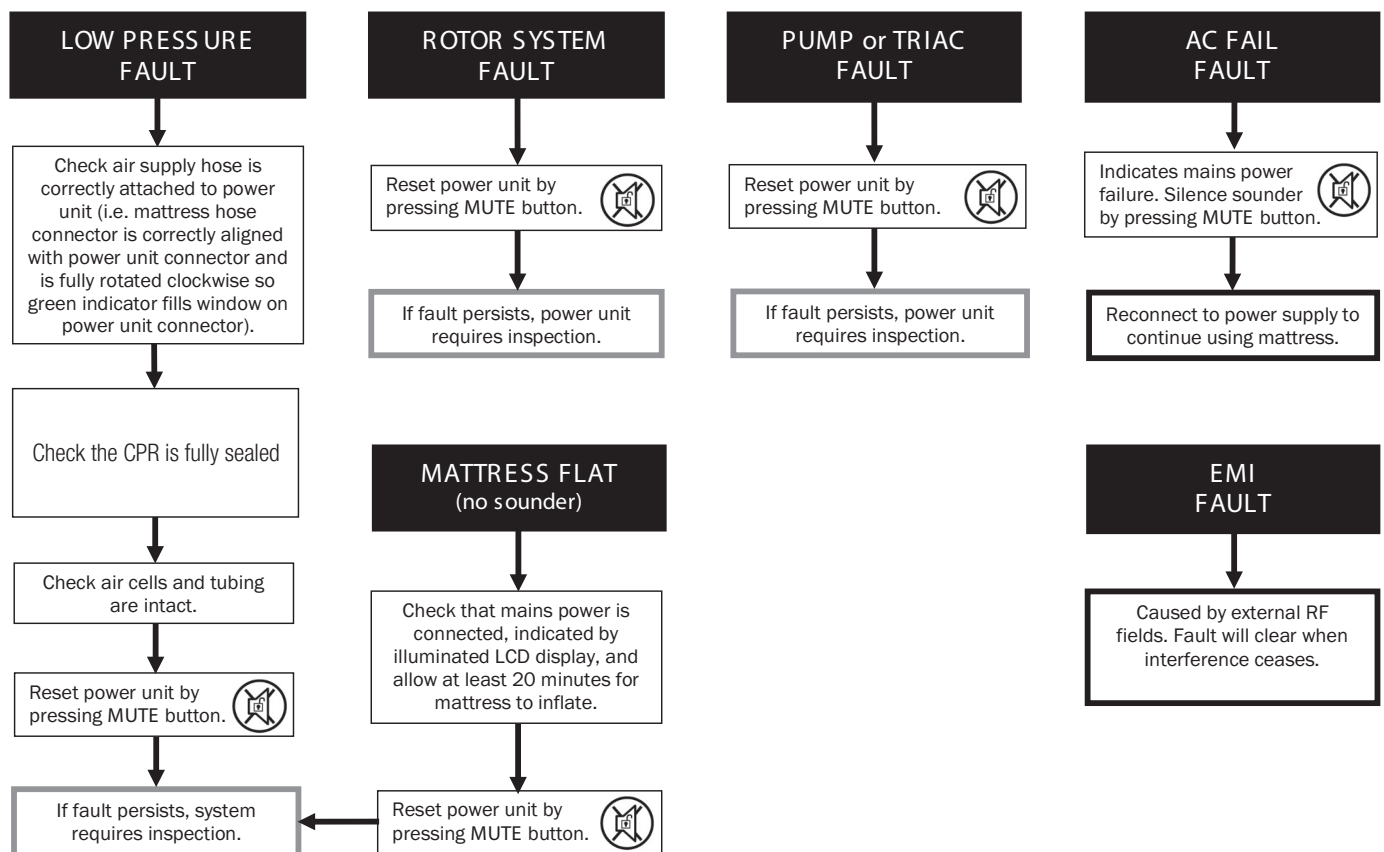 LOW PRESSURE
FAULT
Check air supply hose is
correctly attached to power
unit (i.e. mattress hose
connector is correctly aligned
with power unit connector and
is fully rotated clockwise so
green indicator fills window on
power unit connector).
Check the CPR is fully sealed
Check air cells and tubing
are intact.
Reset power unit by
pressing MUTE button.
If fault persists, system
requires inspection.
ROTOR SYSTEM
FAULT
Reset power unit by
pressing MUTE button.
If fault persists, power unit
requires inspection.
MATTRESS FLAT
(no sounder)
Check that mains power is
connected, indicated by
illuminated LCD display, and
allow at least 20 minutes for
mattress to inflate.
Reset power unit by
pressing MUTE button.
PUMP or TRIAC
FAULT
Reset power unit by
pressing MUTE button.
If fault persists, power unit
requires inspection.
AC FAIL
FAULT
Indicates mains power
failure. Silence sounder
by pressing MUTE button.
Reconnect to power supply to
continue using mattress.
EMI
FAULT
Caused by external RF
fields. Fault will clear when
interference ceases.